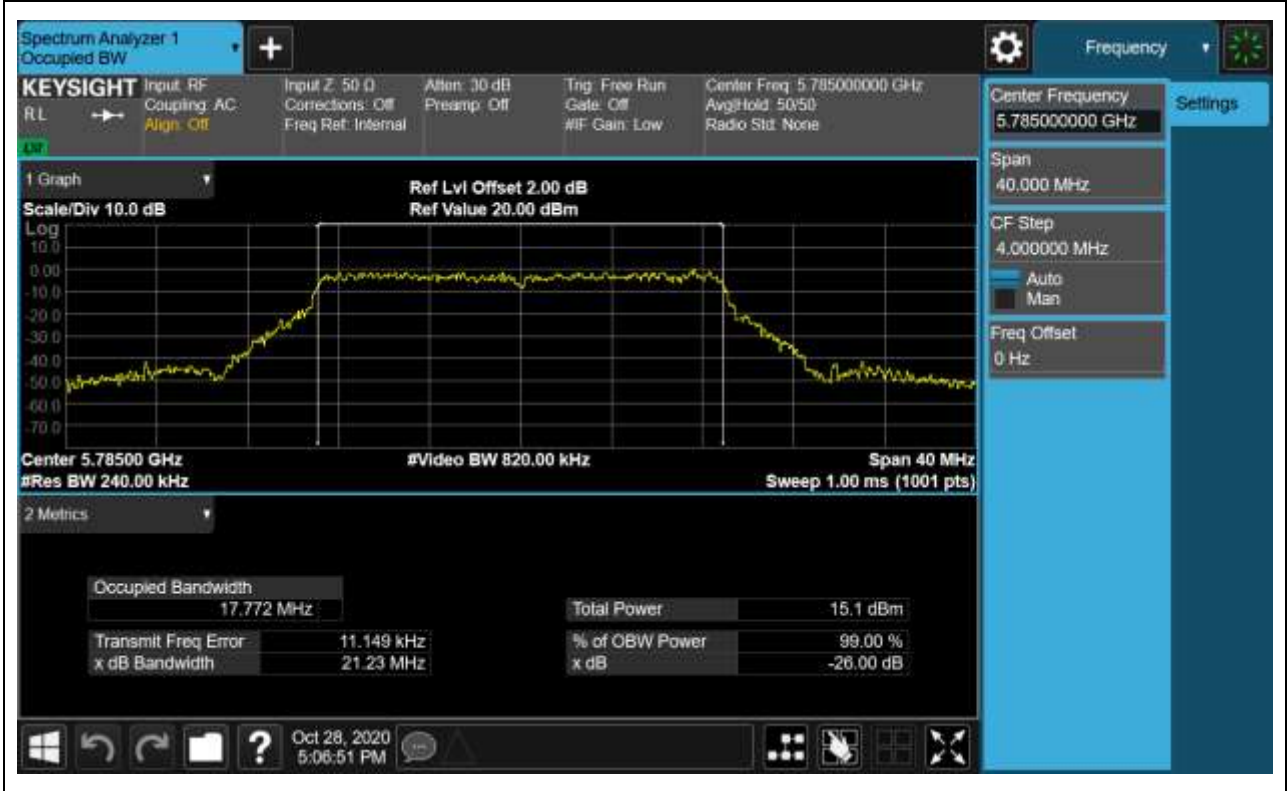 Spectrum Analyzer 1
Occupied BW
+
Frequency
KEYSIGHT
RL
Input: RF
Coupling: AC
Align: Off
Input Z: 50 Ω
Corrections: Off
Freq Ref: Internal
Atten: 30 dB
Preamp: Off
Trig: Free Run
Gate: Off
#IF Gain: Low
Center Freq: 5.785000000 GHz
Avg|Hold: 50/50
Radio Std: None
Center Frequency
5.785000000 GHz
Settings
Span
40.000 MHz
CF Step
4.000000 MHz
Auto
Man
Freq Offset
0 Hz
1 Graph
Scale/Div 10.0 dB
Ref Lvl Offset 2.00 dB
Ref Value 20.00 dBm
Log
10.0
0.00
-10.0
-20.0
-30.0
-40.0
-50.0
-60.0
-70.0
Center 5.78500 GHz
#Video BW 820.00 kHz
Span 40 MHz
#Res BW 240.00 kHz
Sweep 1.00 ms (1001 pts)
2 Metrics
Occupied Bandwidth
17.772 MHz
Total Power 15.1 dBm
Transmit Freq Error 11.149 kHz
% of OBW Power 99.00 %
x dB Bandwidth 21.23 MHz
x dB -26.00 dB
?
Oct 28, 2020
5:06:51 PM